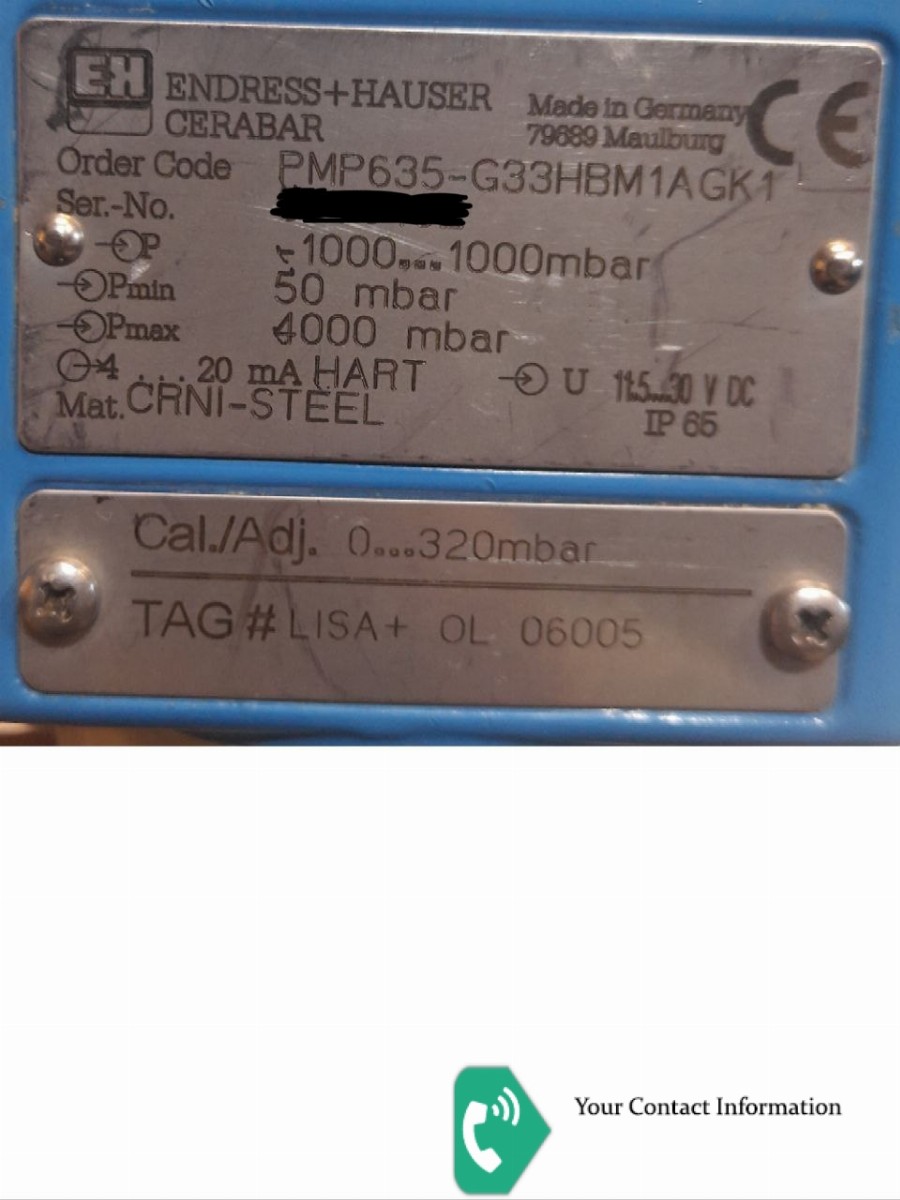 EH ENDRESS+HAUSER
CERABAR
Made in Germany
79689 Maulburg
CE
Order Code PMP635-G33HBM1AGK1
Ser.-No.
P -1000...1000mbar
Pmin 50 mbar
Pmax 4000 mbar
4 ... 20 mA HART U 11.5...30 V DC
Mat. CRNI-STEEL IP 65
Cal./Adj. 0...320mbar
TAG # LISA+ OL 06005
Your Contact Information